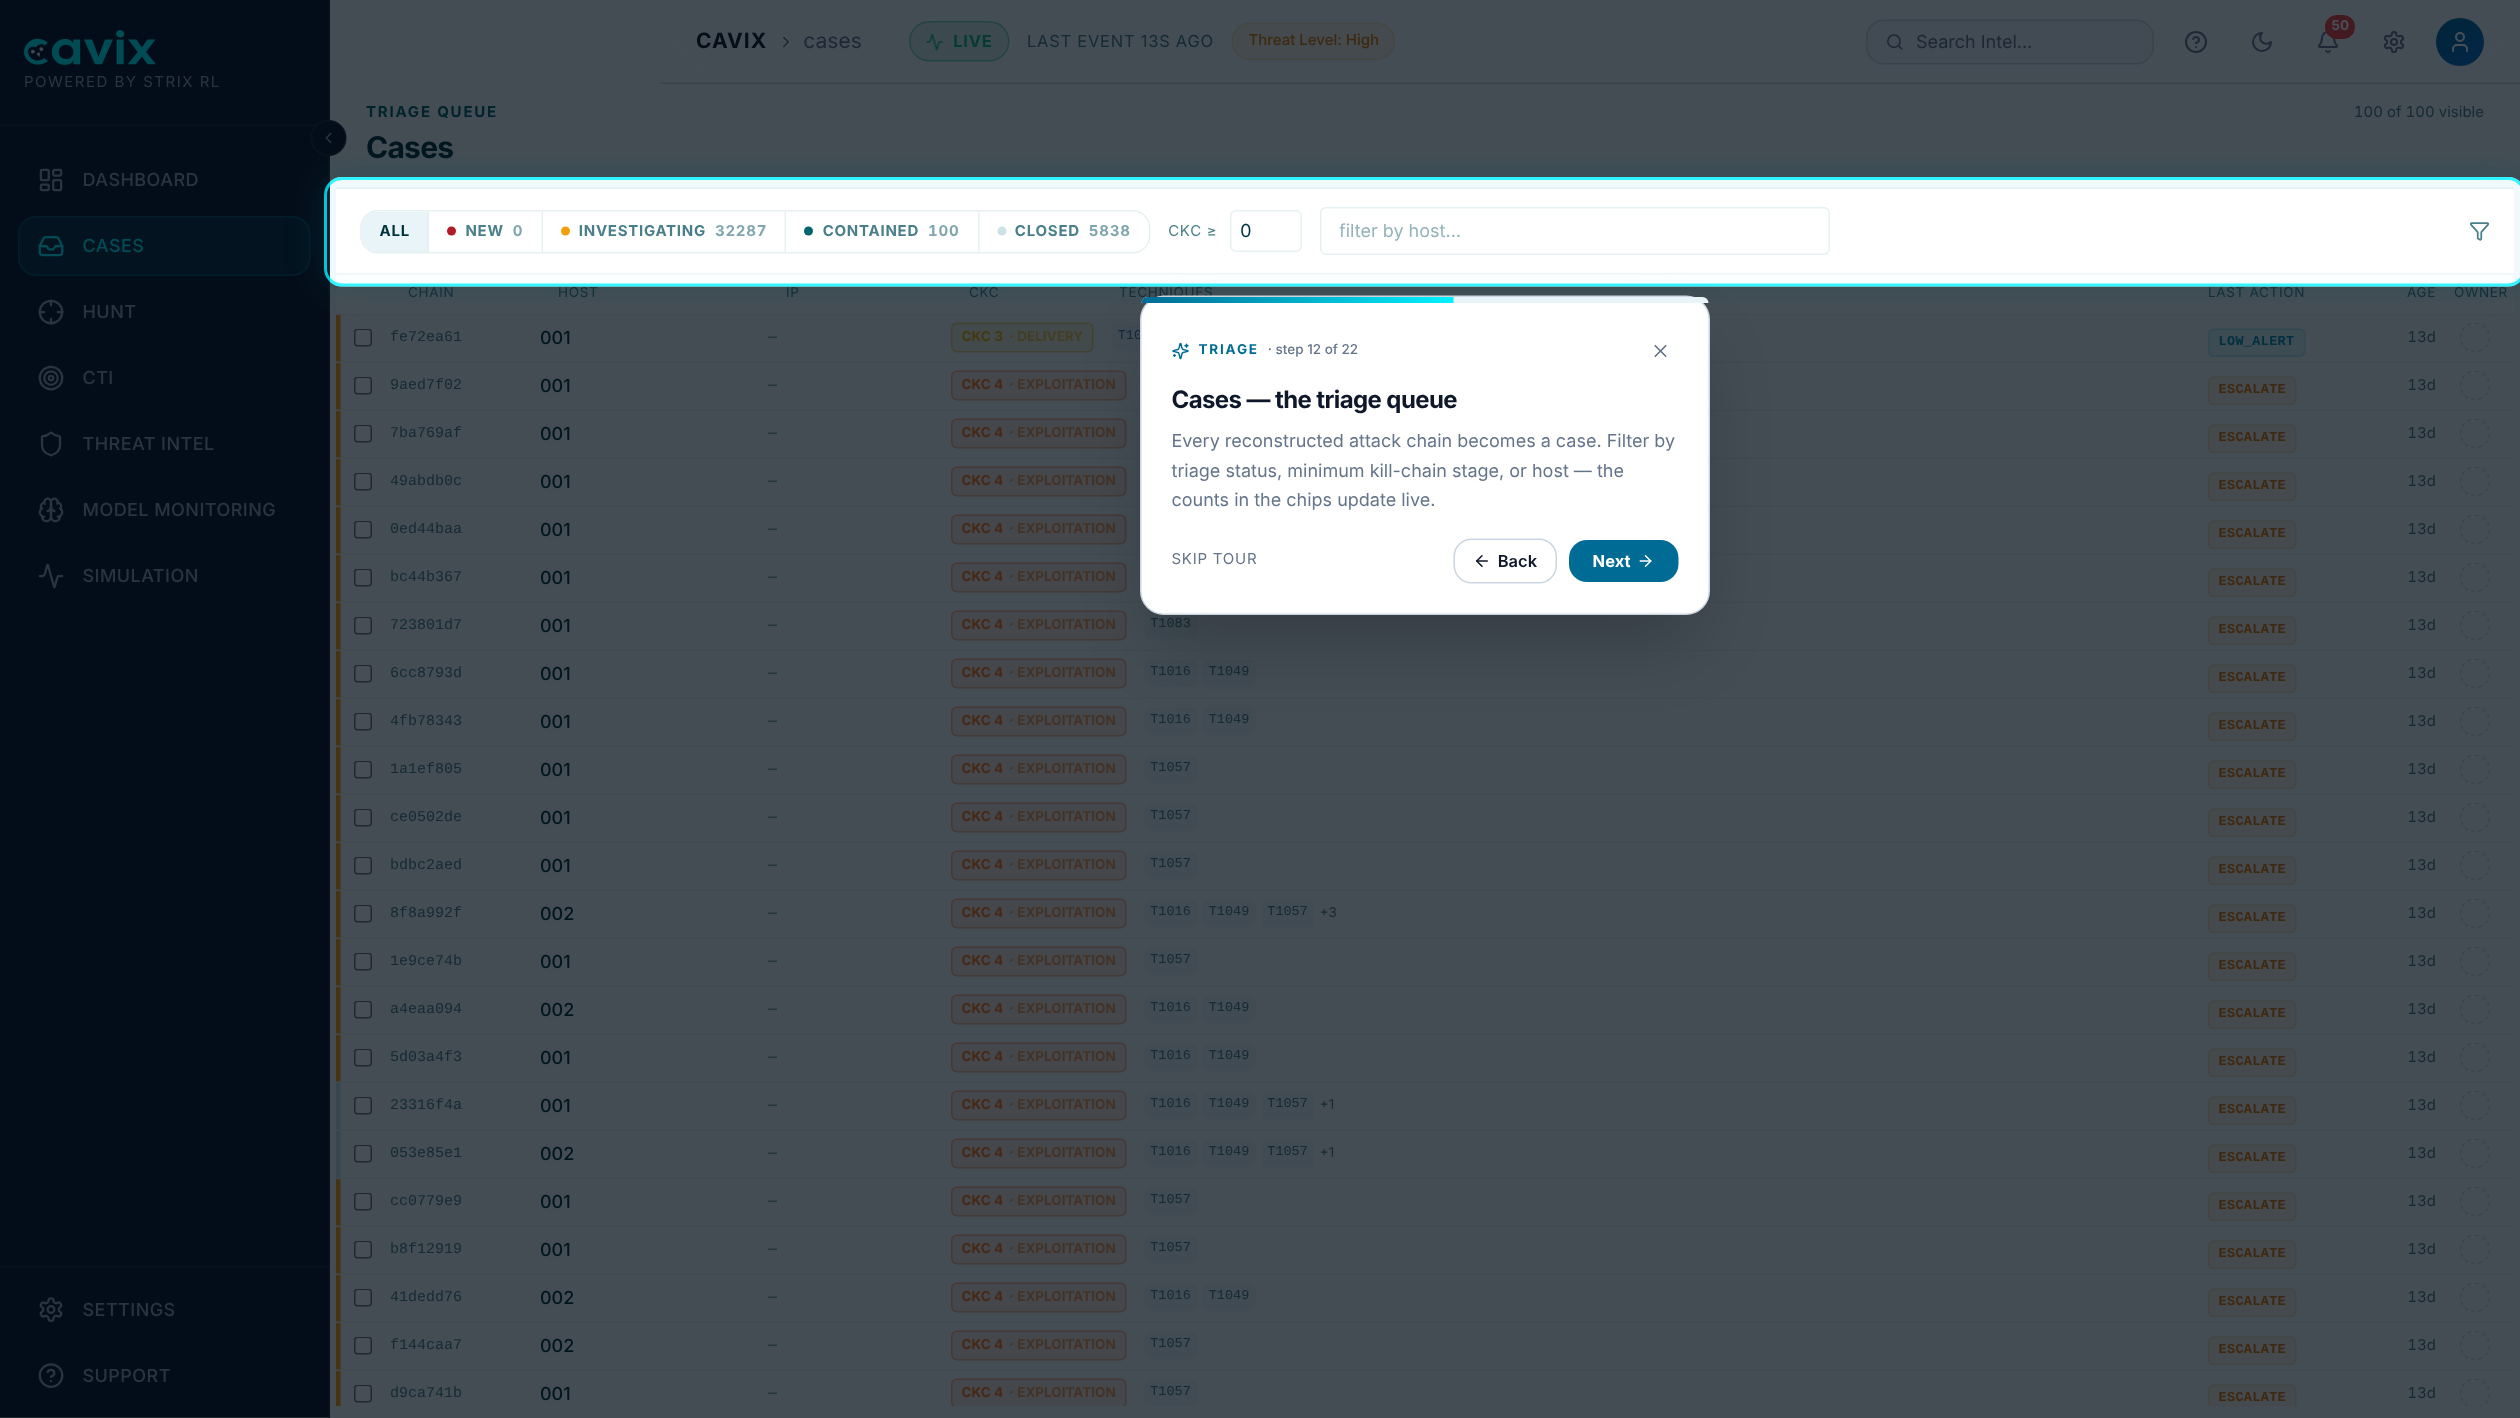 cavix
POWERED BY STRIX RL
DASHBOARD
CASES
HUNT
CTI
THREAT INTEL
MODEL MONITORING
SIMULATION
SETTINGS
SUPPORT
CAVIX › cases LIVE LAST EVENT 13S AGO Threat Level: High Search Intel... 50
TRIAGE QUEUE 100 of 100 visible
Cases
ALL NEW 0 INVESTIGATING 32287 CONTAINED 100 CLOSED 5838 CKC ≥ 0 filter by host...
CHAIN HOST IP CKC TECHNIQUES LAST ACTION AGE OWNER
TRIAGE · step 12 of 22
Cases — the triage queue
Every reconstructed attack chain becomes a case. Filter by
triage status, minimum kill-chain stage, or host — the
counts in the chips update live.
SKIP TOUR ← Back Next →
fe72ea61 001 — CKC 3 · DELIVERY LOW_ALERT 13d
9aed7f02 001 — CKC 4 · EXPLOITATION ESCALATE 13d
7ba769af 001 — CKC 4 · EXPLOITATION ESCALATE 13d
49abdb0c 001 — CKC 4 · EXPLOITATION ESCALATE 13d
0ed44baa 001 — CKC 4 · EXPLOITATION ESCALATE 13d
bc44b367 001 — CKC 4 · EXPLOITATION ESCALATE 13d
723801d7 001 — CKC 4 · EXPLOITATION T1083 ESCALATE 13d
6cc8793d 001 — CKC 4 · EXPLOITATION T1016 T1049 ESCALATE 13d
4fb78343 001 — CKC 4 · EXPLOITATION T1016 T1049 ESCALATE 13d
1a1ef805 001 — CKC 4 · EXPLOITATION T1057 ESCALATE 13d
ce0502de 001 — CKC 4 · EXPLOITATION T1057 ESCALATE 13d
bdbc2aed 001 — CKC 4 · EXPLOITATION T1057 ESCALATE 13d
8f8a992f 002 — CKC 4 · EXPLOITATION T1016 T1049 T1057 +3 ESCALATE 13d
1e9ce74b 001 — CKC 4 · EXPLOITATION T1057 ESCALATE 13d
a4eaa094 002 — CKC 4 · EXPLOITATION T1016 T1049 ESCALATE 13d
5d03a4f3 001 — CKC 4 · EXPLOITATION T1016 T1049 ESCALATE 13d
23316f4a 001 — CKC 4 · EXPLOITATION T1016 T1049 T1057 +1 ESCALATE 13d
053e85e1 002 — CKC 4 · EXPLOITATION T1016 T1049 T1057 +1 ESCALATE 13d
cc0779e9 001 — CKC 4 · EXPLOITATION T1057 ESCALATE 13d
b8f12919 001 — CKC 4 · EXPLOITATION T1057 ESCALATE 13d
41dedd76 002 — CKC 4 · EXPLOITATION T1016 T1049 ESCALATE 13d
f144caa7 002 — CKC 4 · EXPLOITATION T1057 ESCALATE 13d
d9ca741b 001 — CKC 4 · EXPLOITATION T1057 ESCALATE 13d